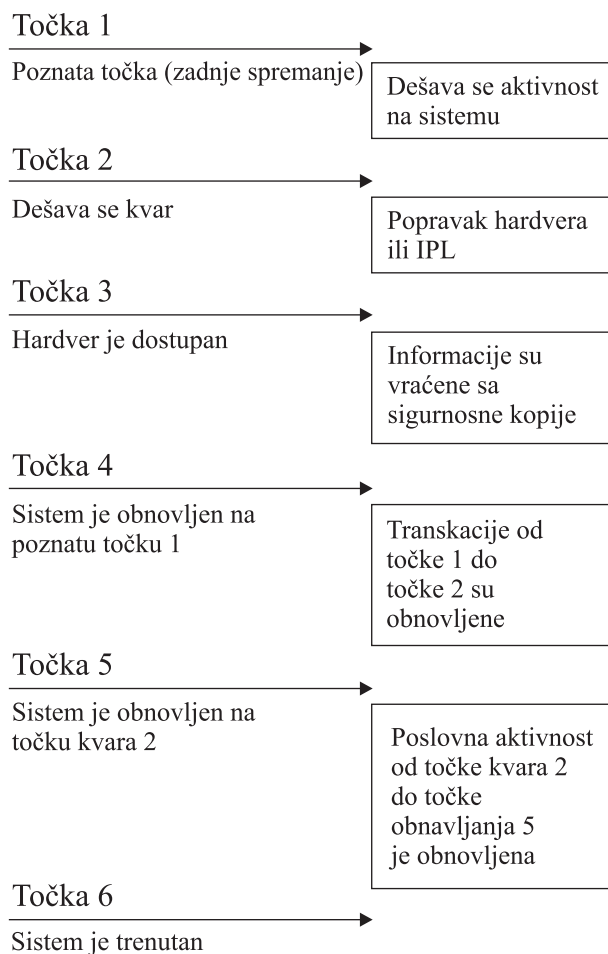 Točka 1
Poznata točka (zadnje spremanje)
Dešava se aktivnost
na sistemu
Točka 2
Dešava se kvar
Popravak hardvera
ili IPL
Točka 3
Hardver je dostupan
Informacije su
vraćene sa
sigurnosne kopije
Točka 4
Sistem je obnovljen na
poznatu točku 1
Transkacije od
točke 1 do
točke 2 su
obnovljene
Točka 5
Sistem je obnovljen na
točku kvara 2
Poslovna aktivnost
od točke kvara 2
do točke
obnavljanja 5
je obnovljena
Točka 6
Sistem je trenutan